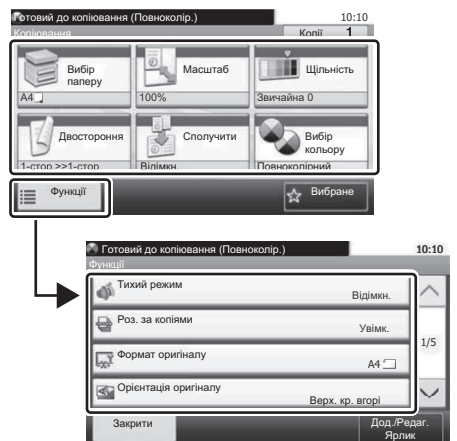 Готовий до копіювання (Повноколір.) 10:10
Копіювання Копії 1
Вибір паперу
A4
Масштаб
100%
Щільність
Звичайна 0
Двостороння
1-стор.>>1-стор.
Сполучити
Відімкн.
Вибір кольору
Повноколірний
Функції Вибране
Готовий до копіювання (Повноколір.) 10:10
Функції
Тихий режим
Відімкн.
Роз. за копіями
Увімк.
1/5
Формат оригіналу
A4
Орієнтація оригіналу
Верх. кр. вгорі
Закрити Дод./Редаг.
Ярлик